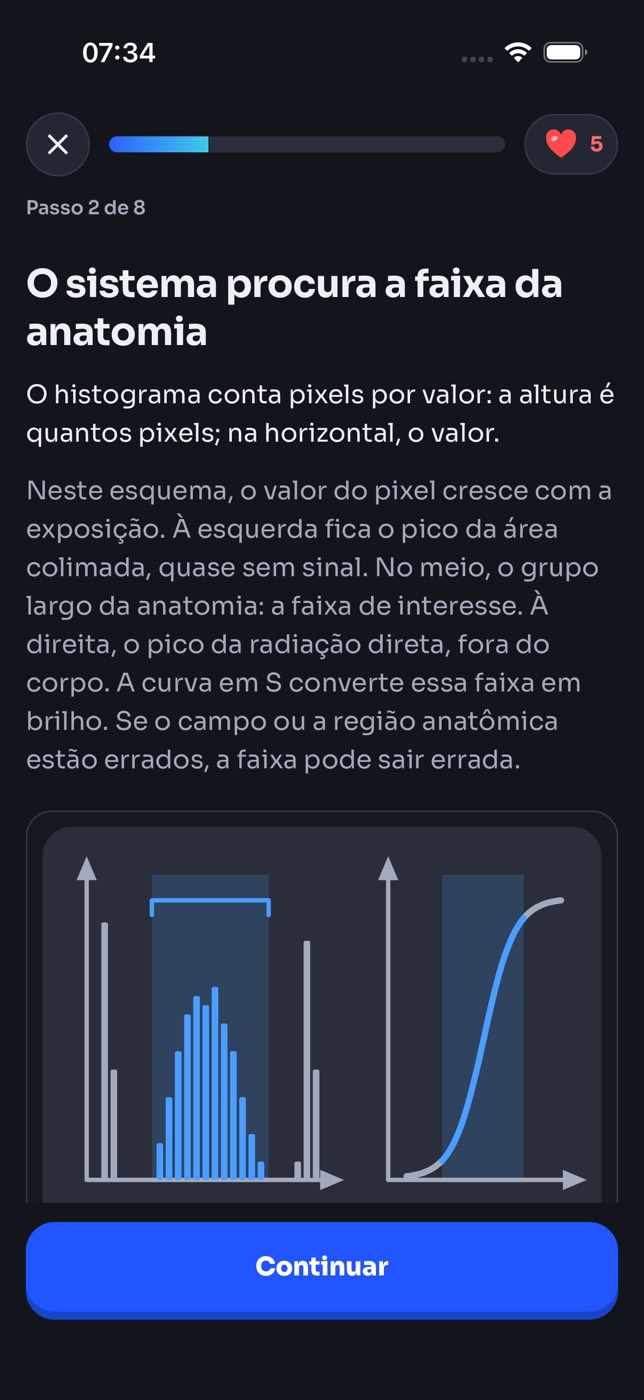 07:34
5
Passo 2 de 8
O sistema procura a faixa da
anatomia
O histograma conta pixels por valor: a altura é
quantos pixels; na horizontal, o valor.
Neste esquema, o valor do pixel cresce com a
exposição. À esquerda fica o pico da área
colimada, quase sem sinal. No meio, o grupo
largo da anatomia: a faixa de interesse. À
direita, o pico da radiação direta, fora do
corpo. A curva em S converte essa faixa em
brilho. Se o campo ou a região anatômica
estão errados, a faixa pode sair errada.
Continuar